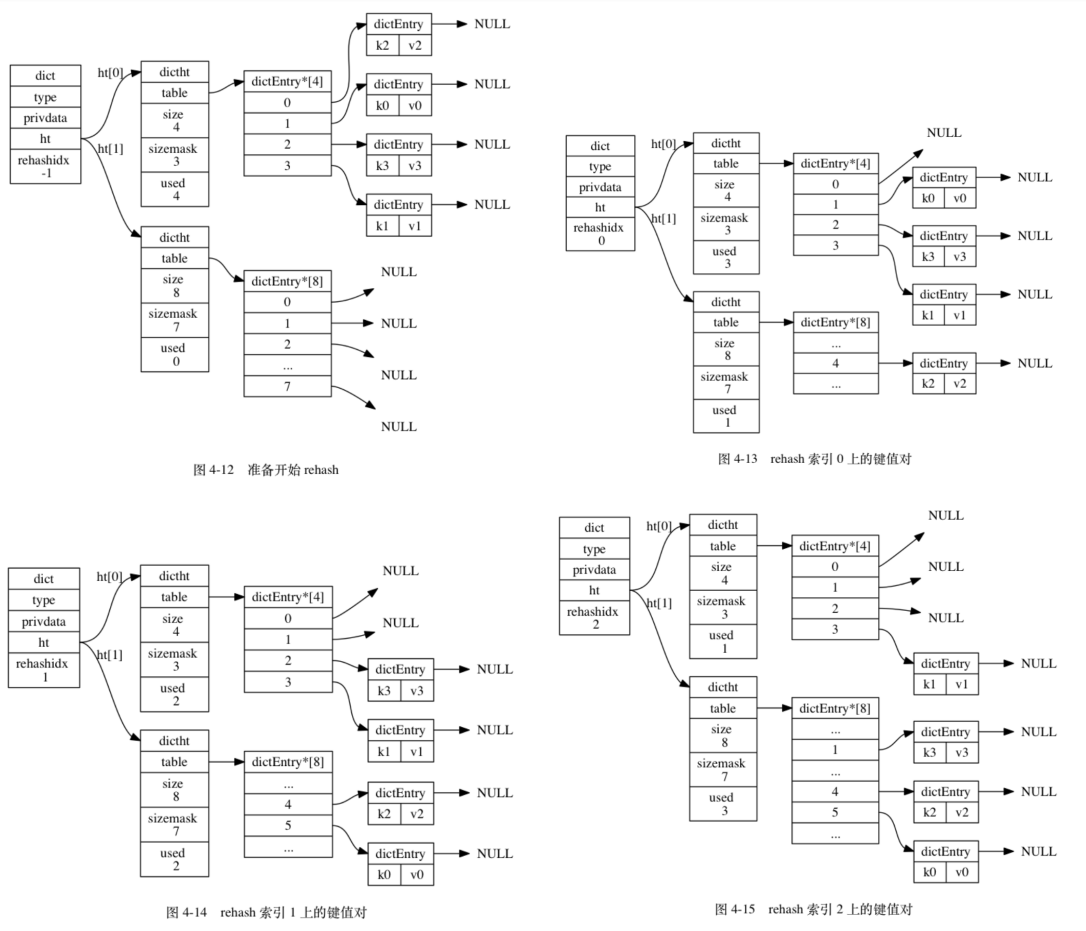 dictEntry
NULL
k2 v2
dict
type
privdata
ht
rehashidx
-1
ht[0]
ht[1]
dictht
table
size
4
sizemask
3
used
4
dictEntry*[4]
0
1
2
3
dictEntry
NULL
k0 v0
dictEntry
NULL
k3 v3
dictEntry
NULL
k1 v1
dictht
table
size
8
sizemask
7
used
0
dictEntry*[8]
0
1
2
...
7
NULL
NULL
NULL
NULL
图 4-12 准备开始 rehash
dict
type
privdata
ht
rehashidx
0
ht[0]
ht[1]
dictht
table
size
4
sizemask
3
used
3
dictEntry*[4]
0
1
2
3
NULL
dictEntry
NULL
k0 v0
dictEntry
NULL
k3 v3
dictEntry
NULL
k1 v1
dictht
table
size
8
sizemask
7
used
1
dictEntry*[8]
...
4
...
dictEntry
NULL
k2 v2
图 4-13 rehash 索引 0 上的键值对
dict
type
privdata
ht
rehashidx
1
ht[0]
ht[1]
dictht
table
size
4
sizemask
3
used
2
dictEntry*[4]
0
1
2
3
NULL
NULL
dictEntry
NULL
k3 v3
dictEntry
NULL
k1 v1
dictht
table
size
8
sizemask
7
used
2
dictEntry*[8]
...
4
5
...
dictEntry
NULL
k2 v2
dictEntry
NULL
k0 v0
图 4-14 rehash 索引 1 上的键值对
dict
type
privdata
ht
rehashidx
2
ht[0]
ht[1]
dictht
table
size
4
sizemask
3
used
1
dictEntry*[4]
0
1
2
3
NULL
NULL
NULL
dictEntry
NULL
k1 v1
dictht
table
size
8
sizemask
7
used
3
dictEntry*[8]
...
1
...
4
5
...
dictEntry
NULL
k3 v3
dictEntry
NULL
k2 v2
dictEntry
NULL
k0 v0
图 4-15 rehash 索引 2 上的键值对